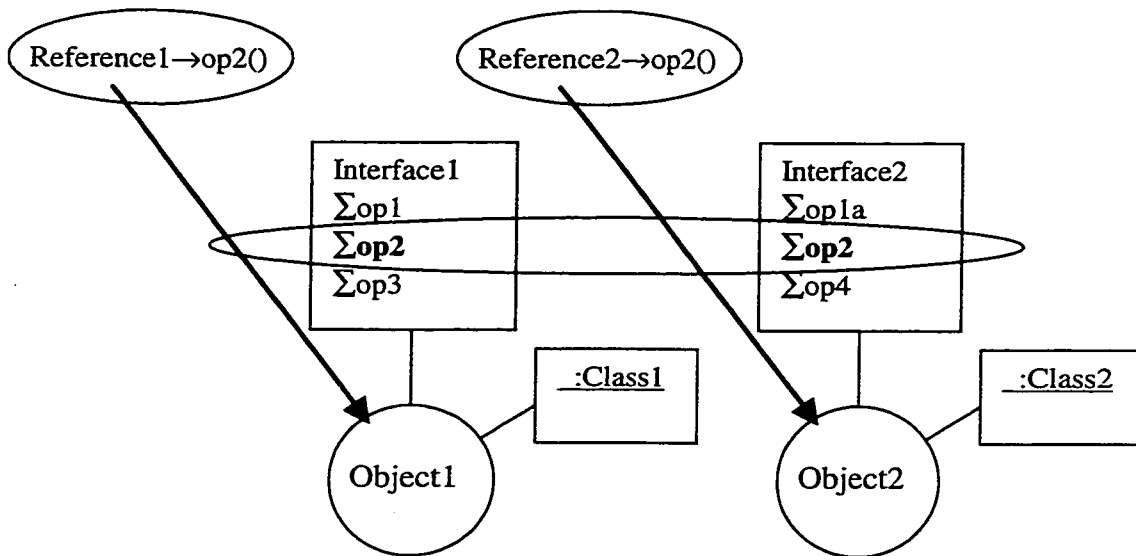 Reference1→op2()
Reference2→op2()
Interface1
∑op1
∑op2
∑op3
Interface2
∑op1a
∑op2
∑op4
:Class1
:Class2
Object1
Object2